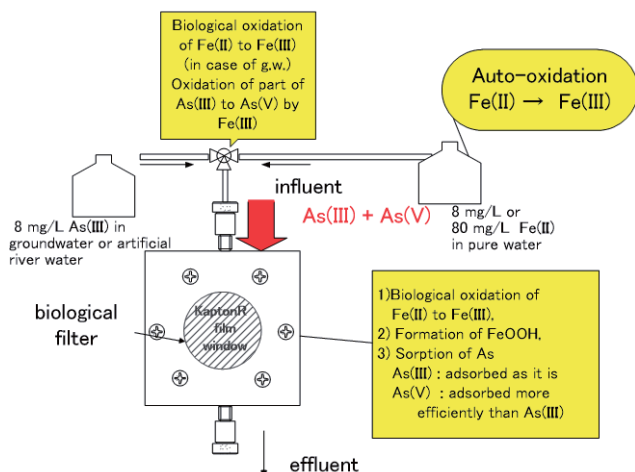 Biological oxidation
of Fe(II) to Fe(III)
(in case of g.w.)
Oxidation of part of
As(III) to As(V) by
Fe(III)
Auto-oxidation
Fe(II) → Fe(III)
influent
As(III) + As(V)
8 mg/L As(III) in
groundwater or artificial
river water
8 mg/L or
80 mg/L Fe(II)
in pure water
biological
filter
KaptonR
film
window
1)Biological oxidation of
Fe(II) to Fe(III),
2) Formation of FeOOH,
3) Sorption of As
As(III) : adsorbed as it is
As(V) : adsorbed more
efficiently than As(III)
effluent